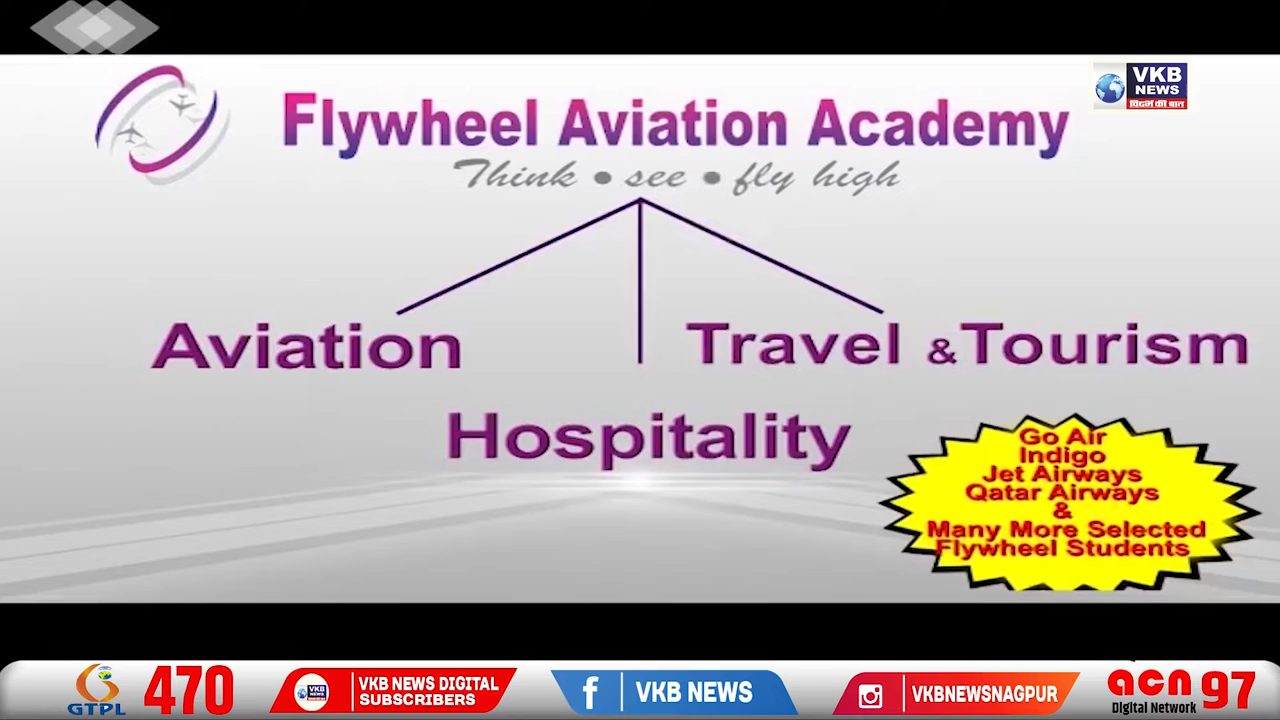 VKB
NEWS
विदर्भ की बात
Flywheel Aviation Academy
Think • see • fly high
Aviation
Travel & Tourism
Hospitality
Go Air
Indigo
Jet Airways
Qatar Airways
&
Many More Selected
Flywheel Students
GTPL
470
VKB
NEWS
VKB NEWS DIGITAL
SUBSCRIBERS
f
VKB NEWS
VKBNEWSNAGPUR
acn 97
Digital Network